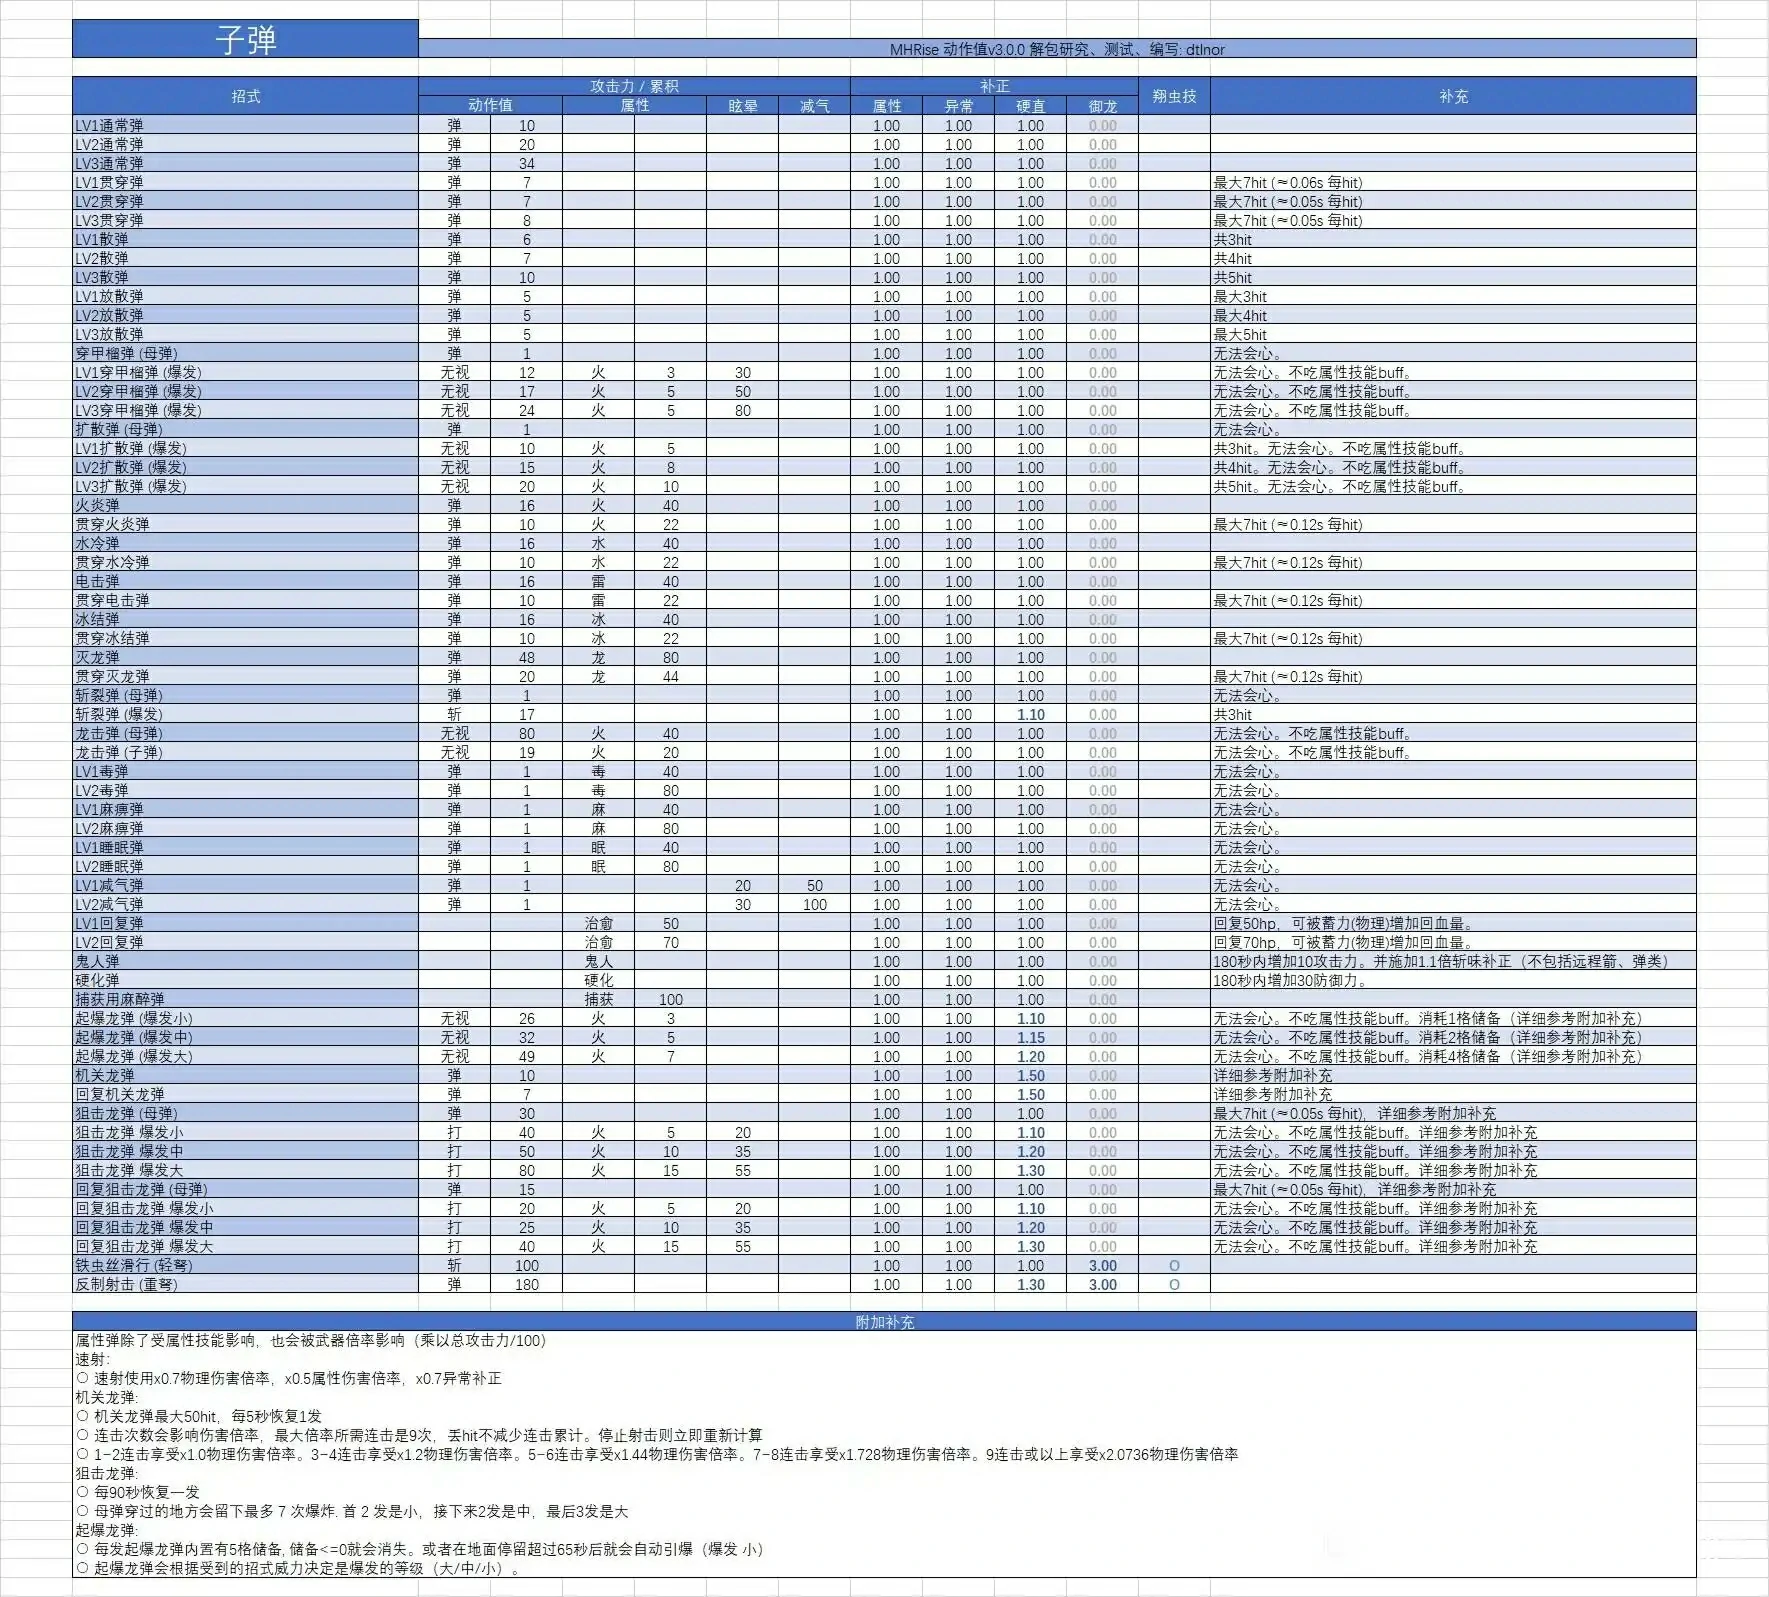 子弹
MHRise 动作值v3.0.0 解包研究、测试、编写: dtlnor
招式 攻击力 / 累积 补正 翔虫技 补充
动作值 属性 眩晕 减气 属性 异常 硬直 御龙
LV1通常弹 弹 10 1.00 1.00 1.00 0.00
LV2通常弹 弹 20 1.00 1.00 1.00 0.00
LV3通常弹 弹 34 1.00 1.00 1.00 0.00
LV1贯穿弹 弹 7 1.00 1.00 1.00 0.00 最大7hit (≈0.06s 每hit)
LV2贯穿弹 弹 7 1.00 1.00 1.00 0.00 最大7hit (≈0.05s 每hit)
LV3贯穿弹 弹 8 1.00 1.00 1.00 0.00 最大7hit (≈0.05s 每hit)
LV1散弹 弹 6 1.00 1.00 1.00 0.00 共3hit
LV2散弹 弹 7 1.00 1.00 1.00 0.00 共4hit
LV3散弹 弹 10 1.00 1.00 1.00 0.00 共5hit
LV1放散弹 弹 5 1.00 1.00 1.00 0.00 最大3hit
LV2放散弹 弹 5 1.00 1.00 1.00 0.00 最大4hit
LV3放散弹 弹 5 1.00 1.00 1.00 0.00 最大5hit
穿甲榴弹 (母弹) 弹 1 1.00 1.00 1.00 0.00 无法会心。
LV1穿甲榴弹 (爆发) 无视 12 火 3 30 1.00 1.00 1.00 0.00 无法会心。不吃属性技能buff。
LV2穿甲榴弹 (爆发) 无视 17 火 5 50 1.00 1.00 1.00 0.00 无法会心。不吃属性技能buff。
LV3穿甲榴弹 (爆发) 无视 24 火 5 80 1.00 1.00 1.00 0.00 无法会心。不吃属性技能buff。
扩散弹 (母弹) 弹 1 1.00 1.00 1.00 0.00 无法会心。
LV1扩散弹 (爆发) 无视 10 火 5 1.00 1.00 1.00 0.00 共3hit。无法会心。不吃属性技能buff。
LV2扩散弹 (爆发) 无视 15 火 8 1.00 1.00 1.00 0.00 共4hit。无法会心。不吃属性技能buff。
LV3扩散弹 (爆发) 无视 20 火 10 1.00 1.00 1.00 0.00 共5hit。无法会心。不吃属性技能buff。
火炎弹 弹 16 火 40 1.00 1.00 1.00 0.00
贯穿火炎弹 弹 10 火 22 1.00 1.00 1.00 0.00 最大7hit (≈0.12s 每hit)
水冷弹 弹 16 水 40 1.00 1.00 1.00 0.00
贯穿水冷弹 弹 10 水 22 1.00 1.00 1.00 0.00 最大7hit (≈0.12s 每hit)
电击弹 弹 16 雷 40 1.00 1.00 1.00 0.00
贯穿电击弹 弹 10 雷 22 1.00 1.00 1.00 0.00 最大7hit (≈0.12s 每hit)
冰结弹 弹 16 冰 40 1.00 1.00 1.00 0.00
贯穿冰结弹 弹 10 冰 22 1.00 1.00 1.00 0.00 最大7hit (≈0.12s 每hit)
灭龙弹 弹 48 龙 80 1.00 1.00 1.00 0.00
贯穿灭龙弹 弹 20 龙 44 1.00 1.00 1.00 0.00 最大7hit (≈0.12s 每hit)
斩裂弹 (母弹) 弹 1 1.00 1.00 1.00 0.00 无法会心。
斩裂弹 (爆发) 斩 17 1.00 1.00 1.10 0.00 共3hit
龙击弹 (母弹) 无视 80 火 40 1.00 1.00 1.00 0.00 无法会心。不吃属性技能buff。
龙击弹 (子弹) 无视 19 火 20 1.00 1.00 1.00 0.00 无法会心。不吃属性技能buff。
LV1毒弹 弹 1 毒 40 1.00 1.00 1.00 0.00 无法会心。
LV2毒弹 弹 1 毒 80 1.00 1.00 1.00 0.00 无法会心。
LV1麻痹弹 弹 1 麻 40 1.00 1.00 1.00 0.00 无法会心。
LV2麻痹弹 弹 1 麻 80 1.00 1.00 1.00 0.00 无法会心。
LV1睡眠弹 弹 1 眠 40 1.00 1.00 1.00 0.00 无法会心。
LV2睡眠弹 弹 1 眠 80 1.00 1.00 1.00 0.00 无法会心。
LV1减气弹 弹 1 20 50 1.00 1.00 1.00 0.00 无法会心。
LV2减气弹 弹 1 30 100 1.00 1.00 1.00 0.00 无法会心。
LV1回复弹 治愈 50 1.00 1.00 1.00 0.00 回复50hp，可被蓄力(物理)增加回血量。
LV2回复弹 治愈 70 1.00 1.00 1.00 0.00 回复70hp，可被蓄力(物理)增加回血量。
鬼人弹 鬼人 1.00 1.00 1.00 0.00 180秒内增加10攻击力。并施加1.1倍斩味补正（不包括远程箭、弹类）
硬化弹 硬化 1.00 1.00 1.00 0.00 180秒内增加30防御力。
捕获用麻醉弹 捕获 100 1.00 1.00 1.00 0.00
起爆龙弹 (爆发小) 无视 26 火 3 1.00 1.00 1.10 0.00 无法会心。不吃属性技能buff。消耗1格储备（详细参考附加补充）
起爆龙弹 (爆发中) 无视 32 火 5 1.00 1.00 1.15 0.00 无法会心。不吃属性技能buff。消耗2格储备（详细参考附加补充）
起爆龙弹 (爆发大) 无视 49 火 7 1.00 1.00 1.20 0.00 无法会心。不吃属性技能buff。消耗4格储备（详细参考附加补充）
机关龙弹 弹 10 1.00 1.00 1.50 0.00 详细参考附加补充
回复机关龙弹 弹 7 1.00 1.00 1.50 0.00 详细参考附加补充
狙击龙弹 (母弹) 弹 30 1.00 1.00 1.00 0.00 最大7hit (≈0.05s 每hit)，详细参考附加补充
狙击龙弹 爆发小 打 40 火 5 20 1.00 1.00 1.10 0.00 无法会心。不吃属性技能buff。详细参考附加补充
狙击龙弹 爆发中 打 50 火 10 35 1.00 1.00 1.20 0.00 无法会心。不吃属性技能buff。详细参考附加补充
狙击龙弹 爆发大 打 80 火 15 55 1.00 1.00 1.30 0.00 无法会心。不吃属性技能buff。详细参考附加补充
回复狙击龙弹 (母弹) 弹 15 1.00 1.00 1.00 0.00 最大7hit (≈0.05s 每hit)，详细参考附加补充
回复狙击龙弹 爆发小 打 20 火 5 20 1.00 1.00 1.10 0.00 无法会心。不吃属性技能buff。详细参考附加补充
回复狙击龙弹 爆发中 打 25 火 10 35 1.00 1.00 1.20 0.00 无法会心。不吃属性技能buff。详细参考附加补充
回复狙击龙弹 爆发大 打 40 火 15 55 1.00 1.00 1.30 0.00 无法会心。不吃属性技能buff。详细参考附加补充
铁虫丝滑行 (轻弩) 斩 100 1.00 1.00 1.00 3.00 O
反制射击 (重弩) 弹 180 1.00 1.00 1.30 3.00 O
附加补充
属性弹除了受属性技能影响，也会被武器倍率影响（乘以总攻击力/100）
速射:
○ 速射使用x0.7物理伤害倍率，x0.5属性伤害倍率，x0.7异常补正
机关龙弹:
○ 机关龙弹最大50hit，每5秒恢复1发
○ 连击次数会影响伤害倍率，最大倍率所需连击是9次，丢hit不减少连击累计。停止射击则立即重新计算
○ 1-2连击享受x1.0物理伤害倍率。3-4连击享受x1.2物理伤害倍率。5-6连击享受x1.44物理伤害倍率。7-8连击享受x1.728物理伤害倍率。9连击或以上享受x2.0736物理伤害倍率
狙击龙弹:
○ 每90秒恢复一发
○ 母弹穿过的地方会留下最多 7 次爆炸. 首 2 发是小，接下来2发是中，最后3发是大
起爆龙弹:
○ 每发起爆龙弹内置有5格储备, 储备<=0就会消失。或者在地面停留超过65秒后就会自动引爆（爆发 小）
○ 起爆龙弹会根据受到的招式威力决定是爆发的等级（大/中/小）。